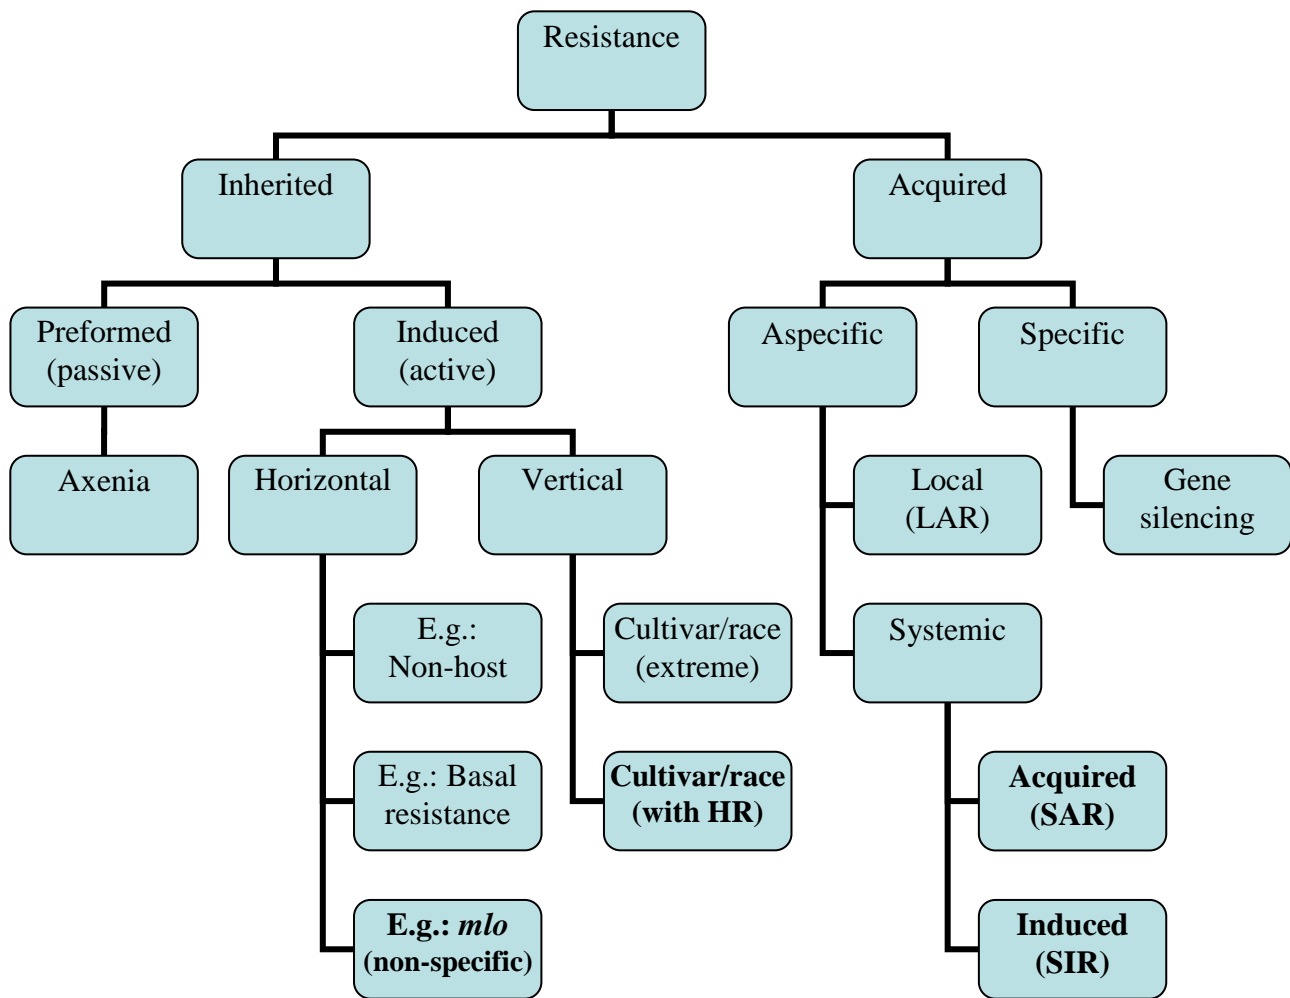 Resistance
Inherited
Acquired
Preformed
(passive)
Induced
(active)
Aspecific
Specific
Axenia
Horizontal
Vertical
Local
(LAR)
Gene
silencing
E.g.:
Non-host
Cultivar/race
(extreme)
Systemic
E.g.: Basal
resistance
Cultivar/race
(with HR)
Acquired
(SAR)
E.g.: mlo
(non-specific)
Induced
(SIR)